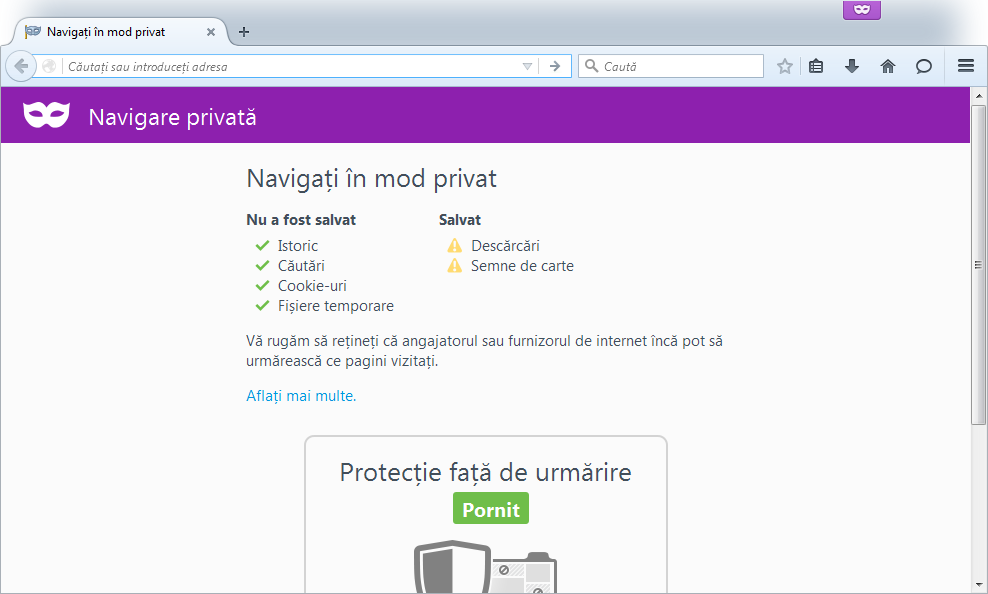 Navigați în mod privat
Căutați sau introduceți adresa
Caută
Navigare privată
Navigați în mod privat
Nu a fost salvat
Salvat
Istoric
Descărcări
Căutări
Semne de carte
Cookie-uri
Fișiere temporare
Vă rugăm să rețineți că angajatorul sau furnizorul de internet încă pot să
urmărească ce pagini vizitați.
Aflați mai multe.
Protecție față de urmărire
Pornit